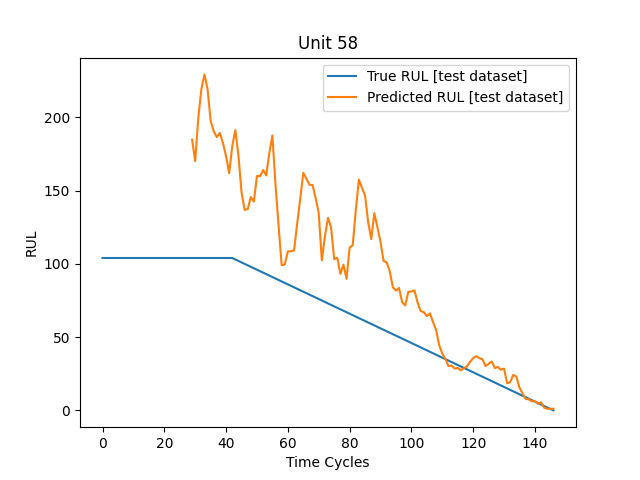 Unit 58
True RUL [test dataset]
Predicted RUL [test dataset]
RUL
200
150
100
50
0
0 20 40 60 80 100 120 140
Time Cycles